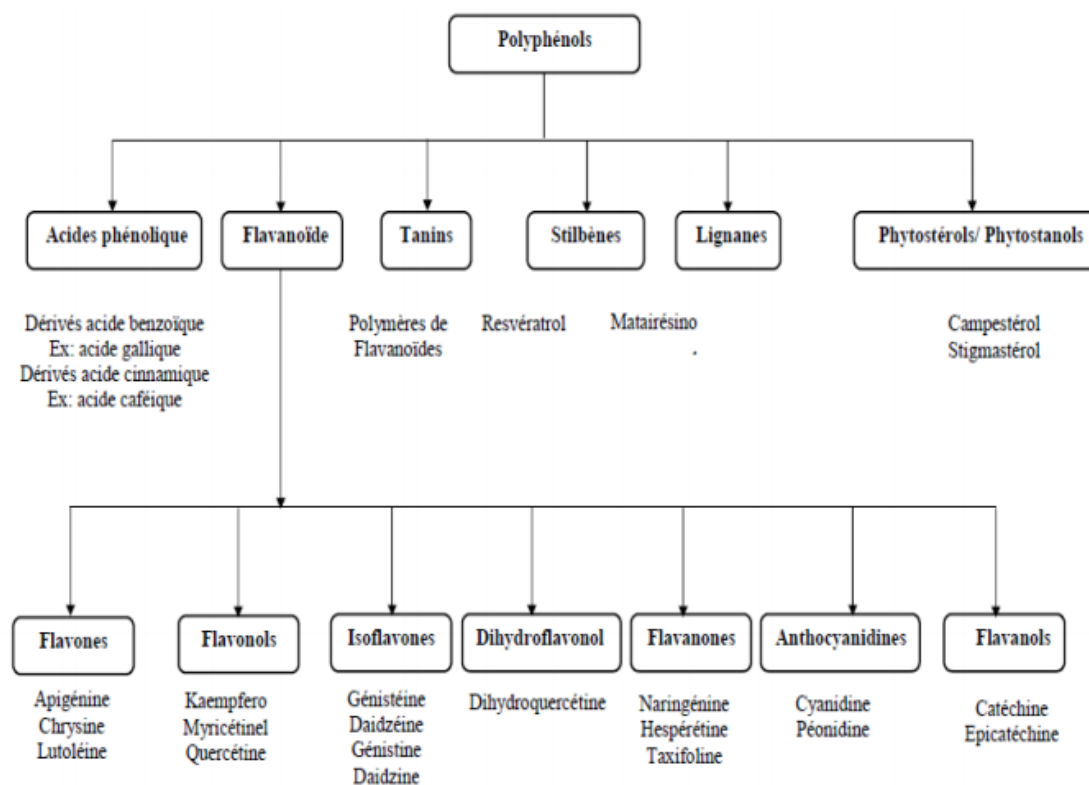 Polyphénols
Acides phénolique
Flavanoïde
Tanins
Stilbènes
Lignanes
Phytostérols/ Phytostanols
Dérivés acide benzoïque
Ex: acide gallique
Dérivés acide cinnamique
Ex: acide caféique
Polymères de
Flavanoïdes
Resvératrol
Matairésino
.
Campestérol
Stigmastérol
Flavones
Flavonols
Isoflavones
Dihydroflavonol
Flavanones
Anthocyanidines
Flavanols
Apigénine
Chrysine
Lutoléine
Kaempfero
Myricétinel
Quercétine
Génistéine
Daidzéine
Génistine
Daidzine
Dihydroquercétine
Naringénine
Hespérétine
Taxifoline
Cyanidine
Péonidine
Catéchine
Epicatéchine